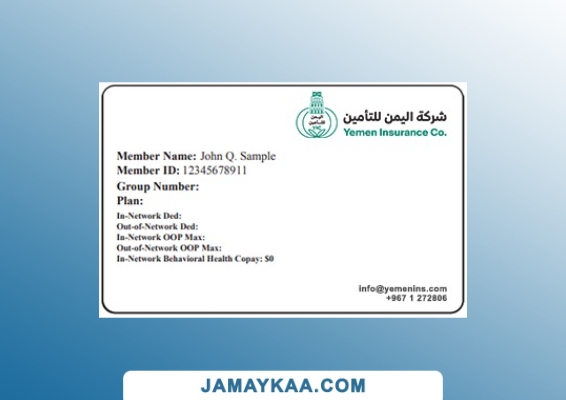 اليمن
للتأمين
شركة اليمن للتأمين
Yemen Insurance Co.
Member Name: John Q. Sample
Member ID: 12345678911
Group Number:
Plan:
In-Network Ded:
Out-of-Network Ded:
In-Network OOP Max:
Out-of-Network OOP Max:
In-Network Behavioral Health Copay: $0
info@yemenins.com
+967 1 272806
JAMAYKAA.COM